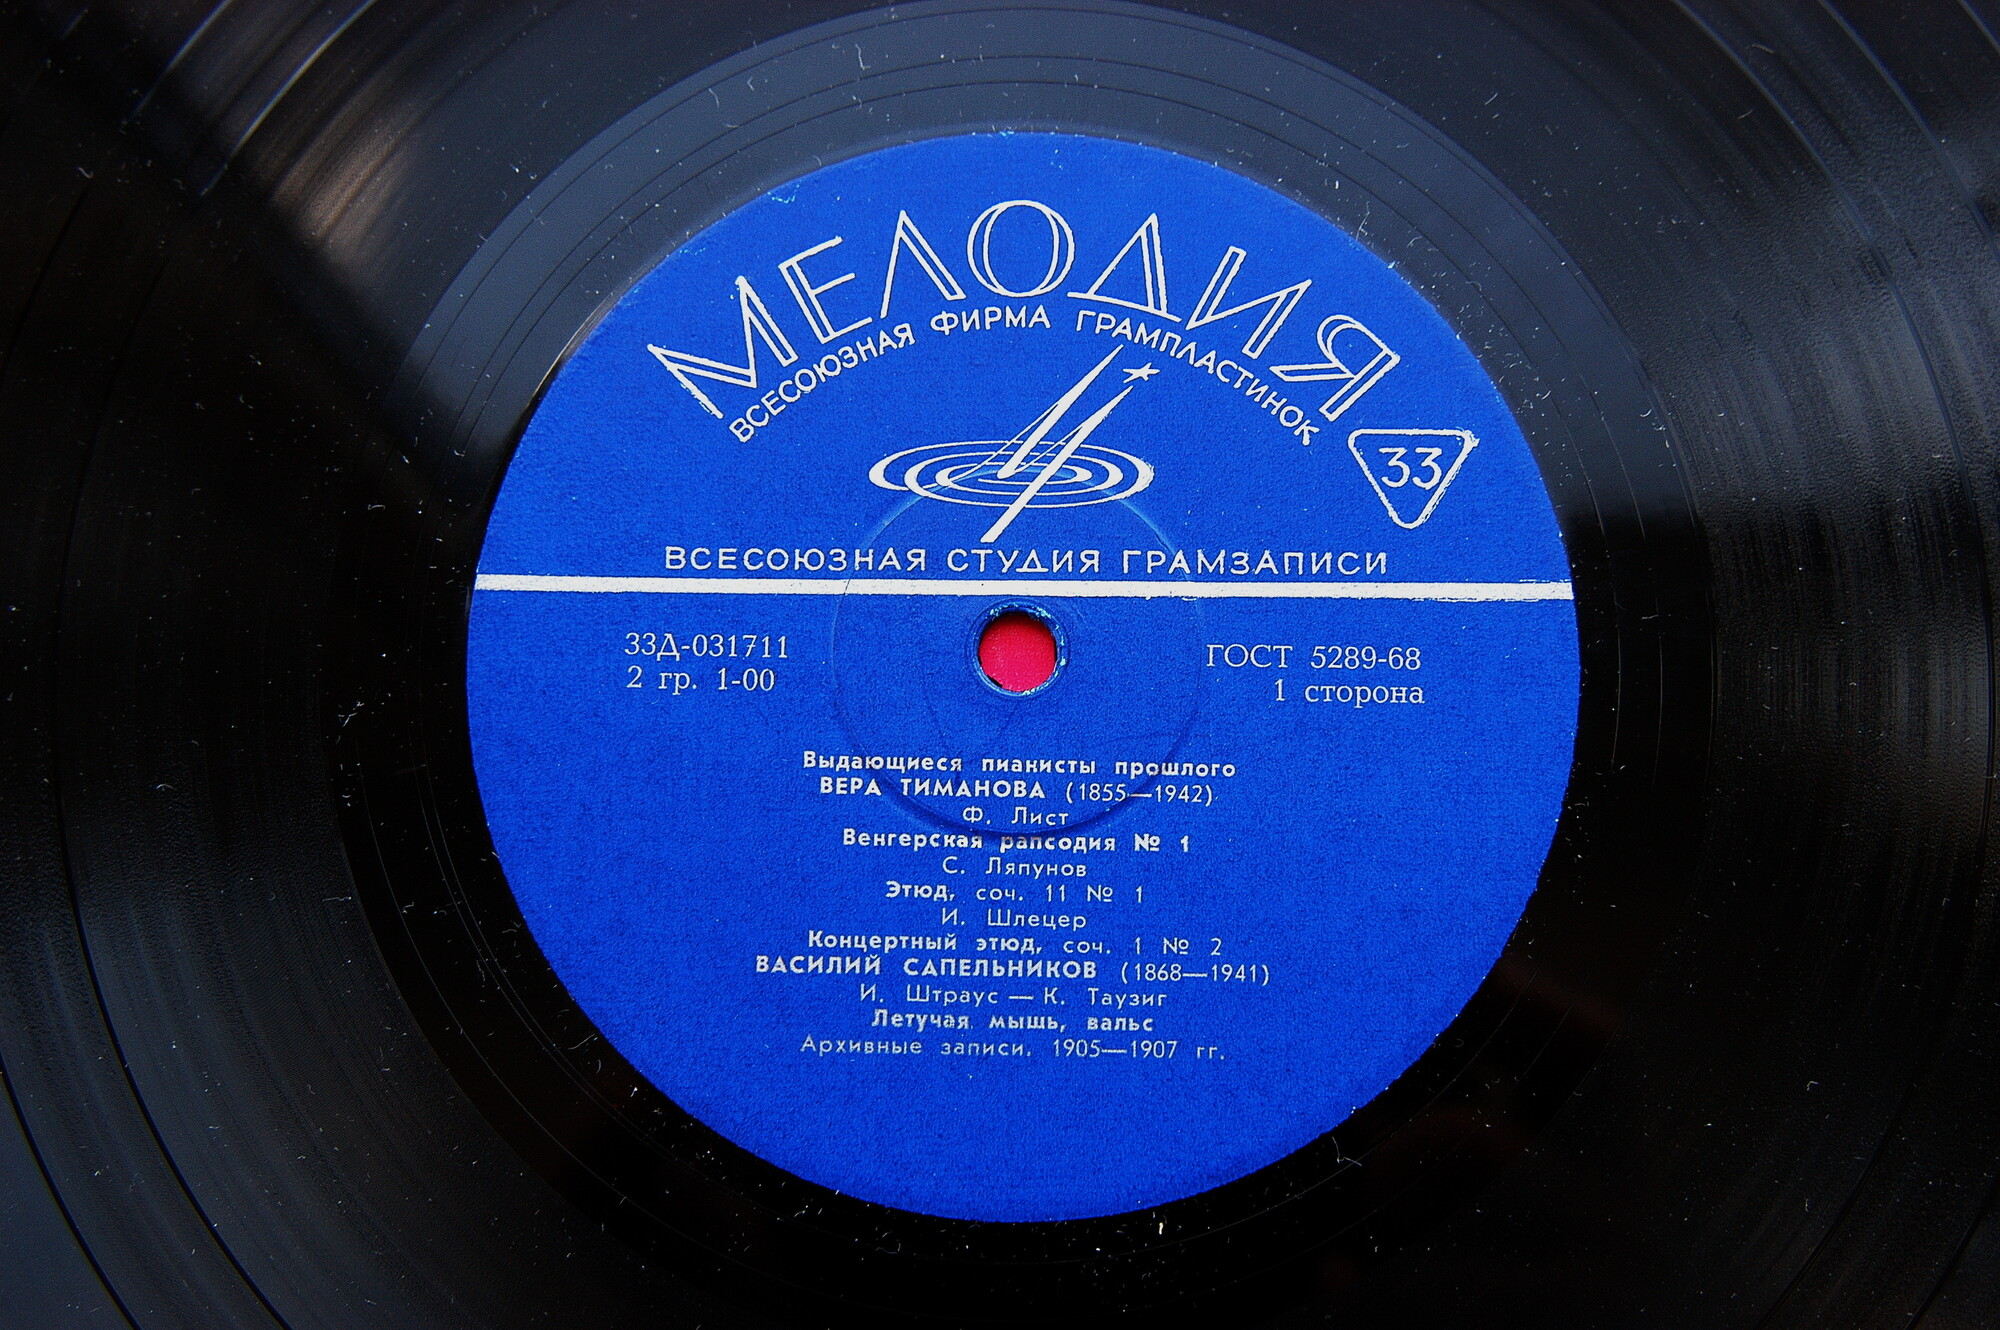 МЕЛОДИЯ
ВСЕСОЮЗНАЯ ФИРМА ГРАМПЛАСТИНОК
33
ВСЕСОЮЗНАЯ СТУДИЯ ГРАМЗАПИСИ
33Д-031711
2 гр. 1-00
ГОСТ 5289-68
1 сторона
Выдающиеся пианисты прошлого
ВЕРА ТИМАНОВА (1855—1942)
Ф. Лист
Венгерская рапсодия № 1
С. Ляпунов
Этюд, соч. 11 № 1
И. Шлецер
Концертный этюд, соч. 1 № 2
ВАСИЛИЙ САПЕЛЬНИКОВ (1868—1941)
И. Штраус — К. Таузиг
Летучая мышь, вальс
Архивные записи. 1905—1907 гг.